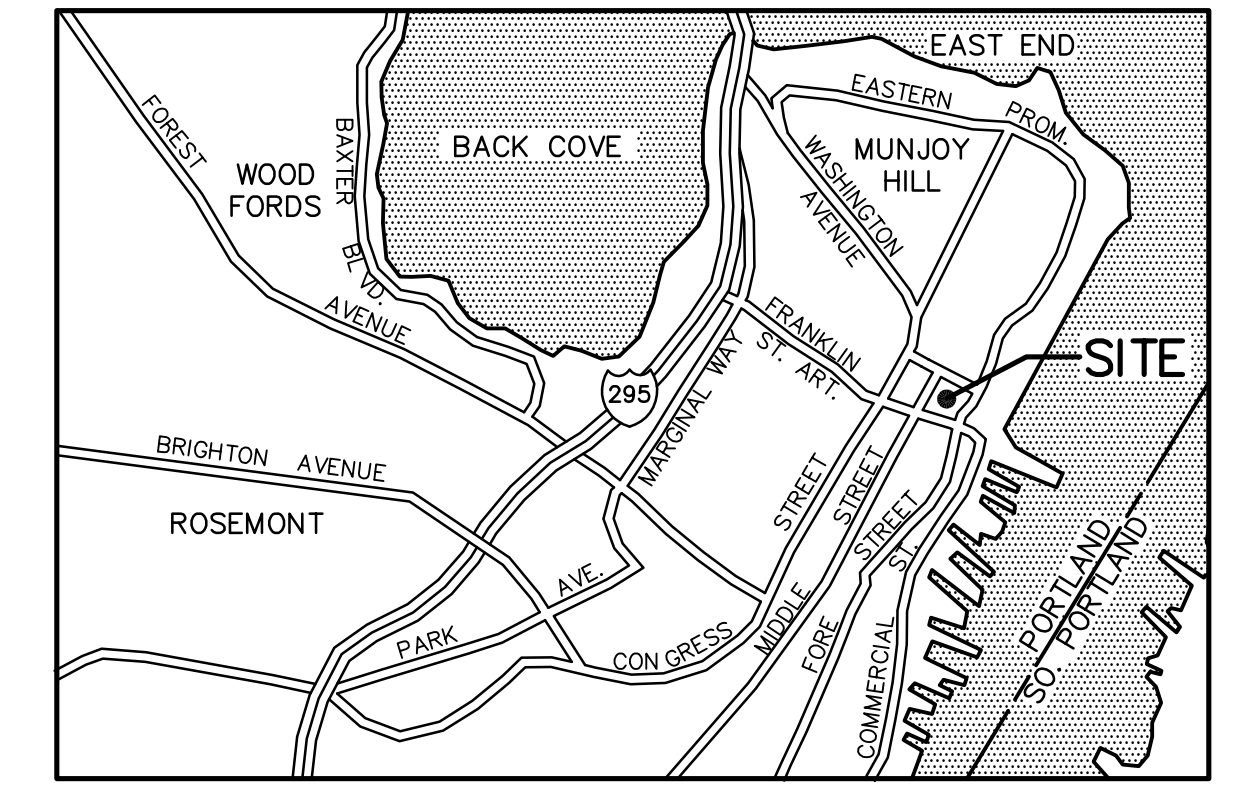 EAST END
EASTERN
PROM.
FOREST
BACK COVE
MUNJOY
HILL
BAXTER
WASHINGTON
AVENUE
WOOD
FORDS
BLVD.
AVENUE
FRANKLIN
ST. ART.
SITE
295
MARGINAL WAY
BRIGHTON AVENUE
STREET
STREET
STREET
ST.
ROSEMONT
PORTLAND
SO. PORTLAND
AVE.
PARK
CON GRESS
MIDDLE
FORE
COMMERCIAL